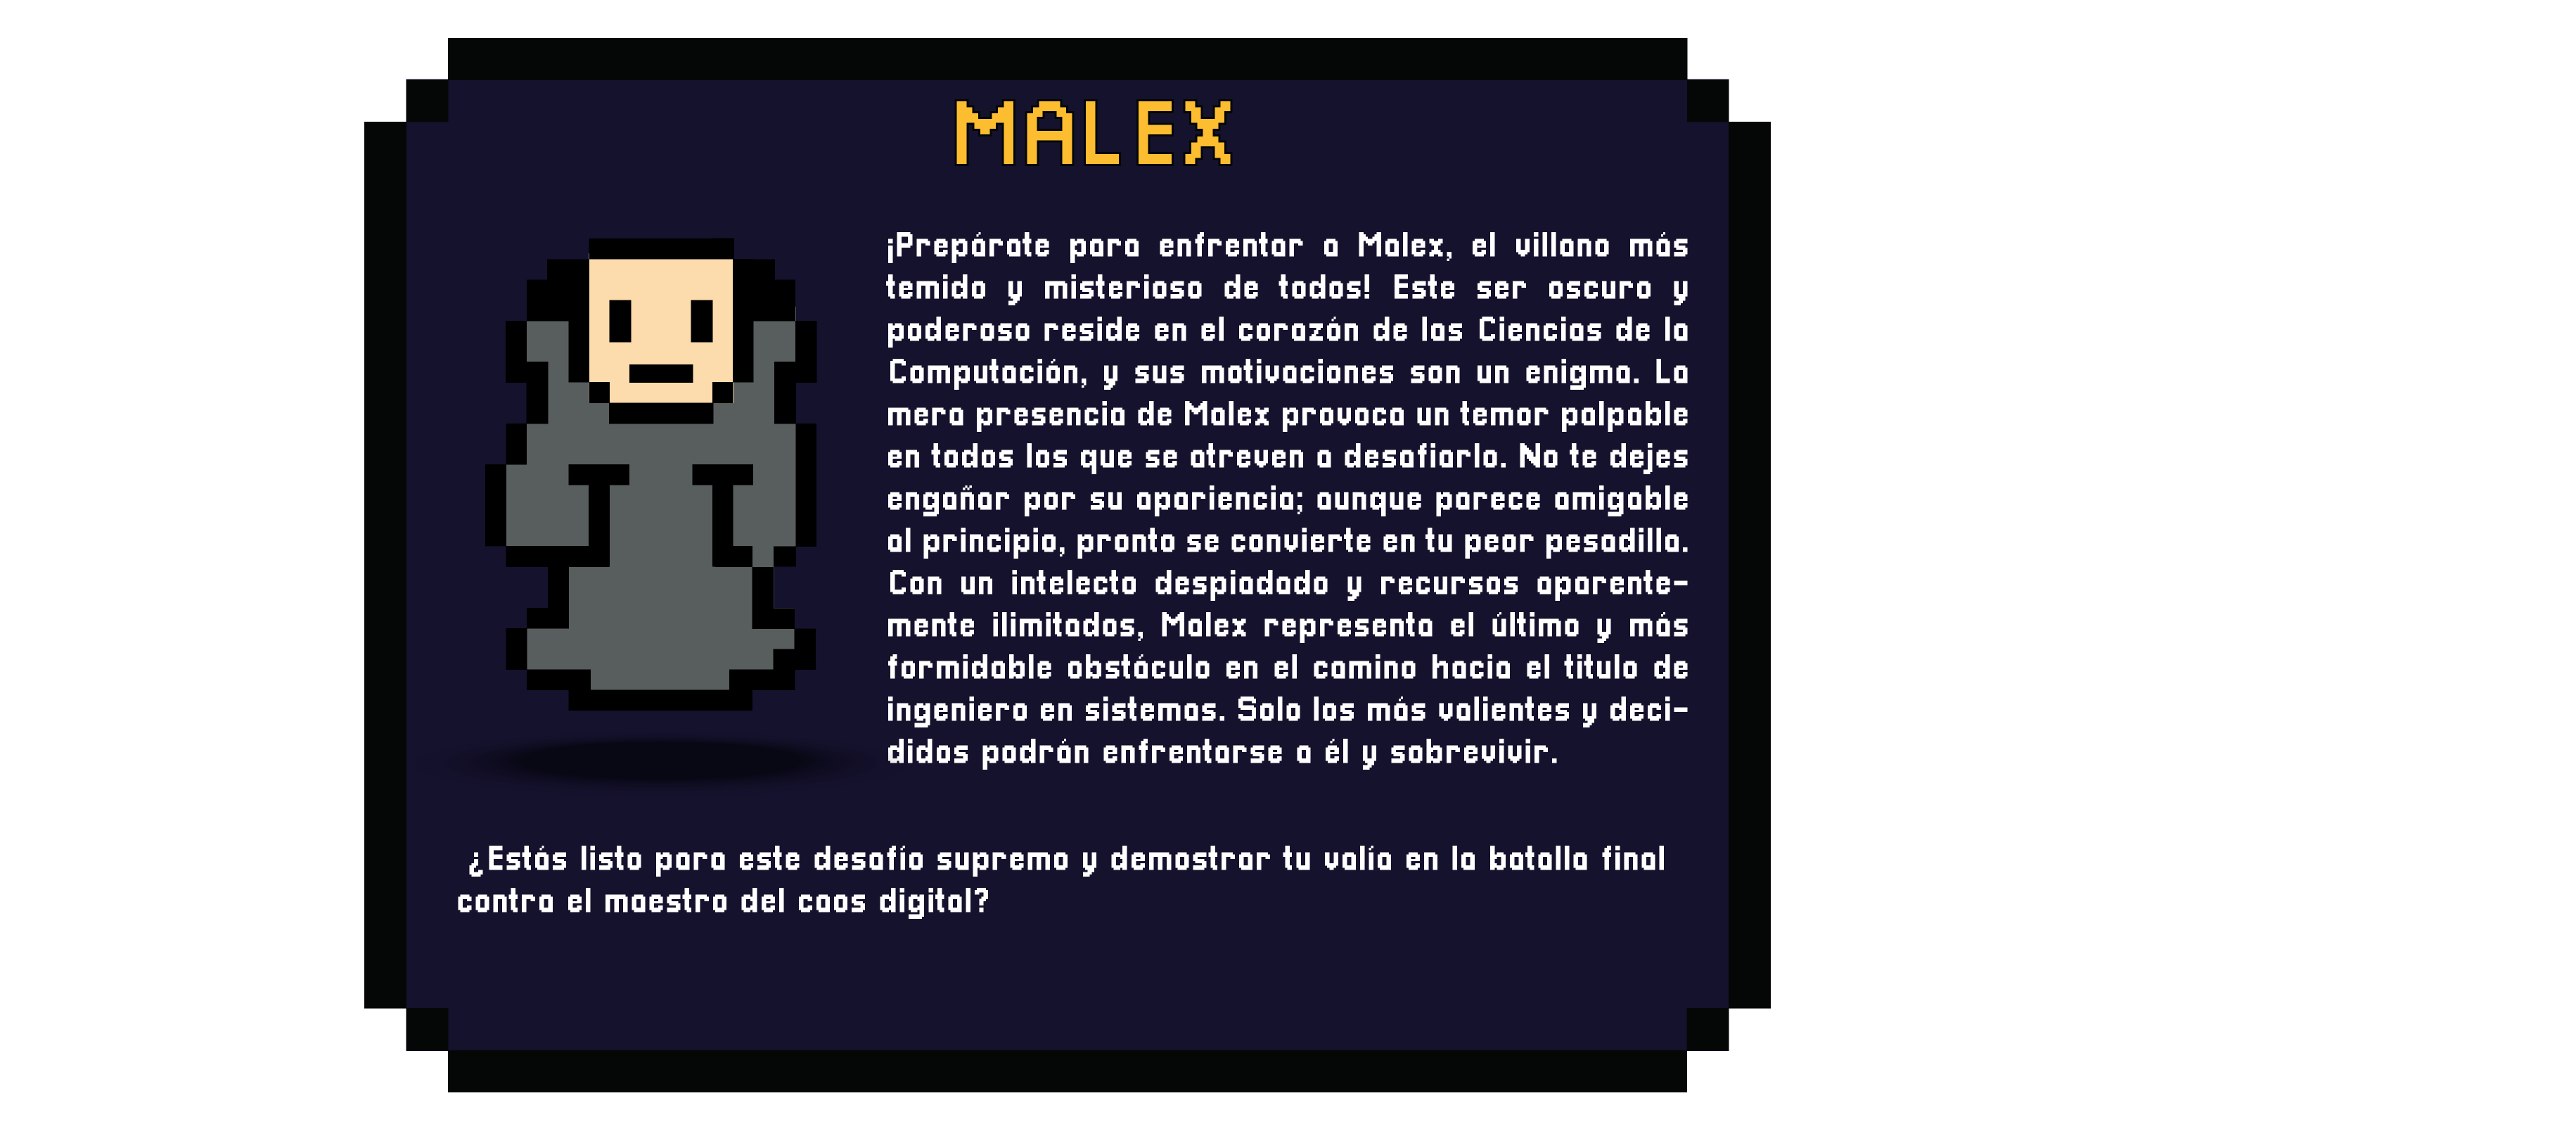 MALEX
¡Prepárate para enfrentar a Malex, el villano más
temido y misterioso de todos! Este ser oscuro y
poderoso reside en el corazón de las Ciencias de la
Computación, y sus motivaciones son un enigma. La
mera presencia de Malex provoca un temor palpable
en todos los que se atreven a desafiarlo. No te dejes
engañar por su apariencia; aunque parece amigable
al principio, pronto se convierte en tu peor pesadilla.
Con un intelecto despiadado y recursos aparente-
mente ilimitados, Malex representa el último y más
formidable obstáculo en el camino hacia el titulo de
ingeniero en sistemas. Solo los más valientes y deci-
didos podrán enfrentarse a él y sobrevivir.
¿Estás listo para este desafío supremo y demostrar tu valía en la batalla final
contra el maestro del caos digital?